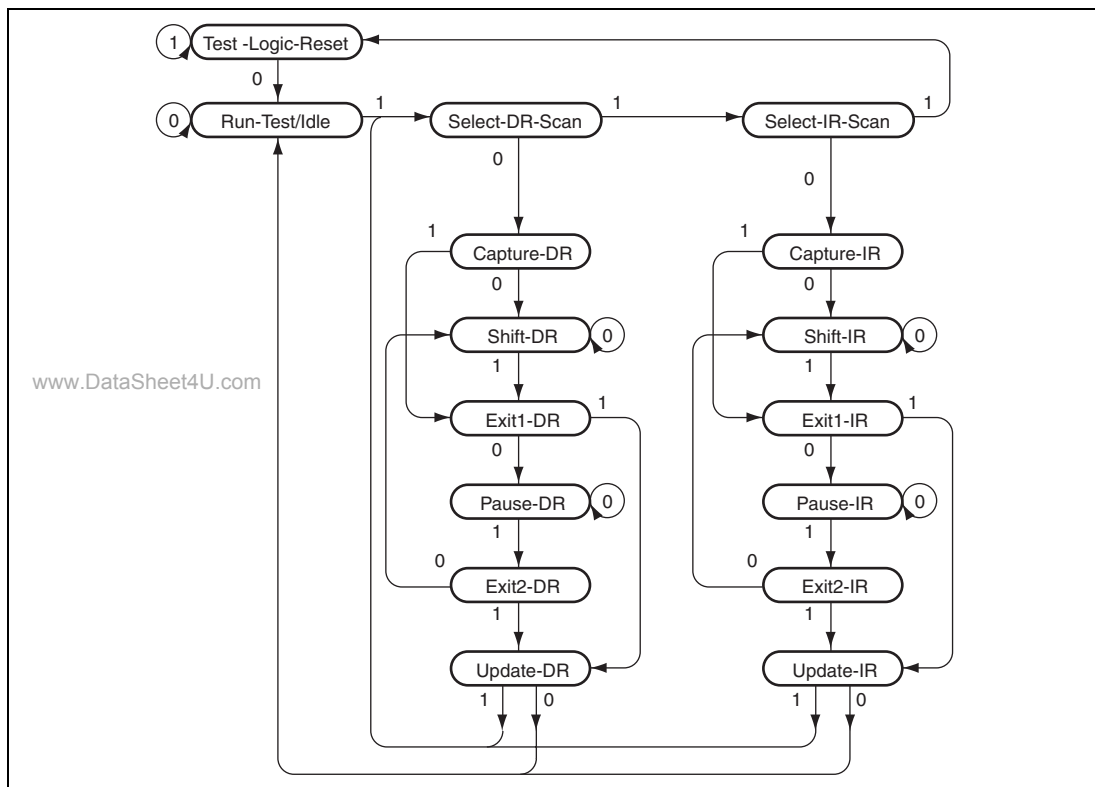 1
Test -Logic-Reset
0
0
Run-Test/Idle
1
Select-DR-Scan
1
Select-IR-Scan
1
0
0
1
Capture-DR
0
1
Capture-IR
0
Shift-DR
0
1
Shift-IR
0
1
www.DataSheet4U.com
Exit1-DR
1
0
Exit1-IR
1
0
Pause-DR
0
1
Pause-IR
0
1
0
Exit2-DR
1
0
Exit2-IR
1
Update-DR
1
0
Update-IR
1
0